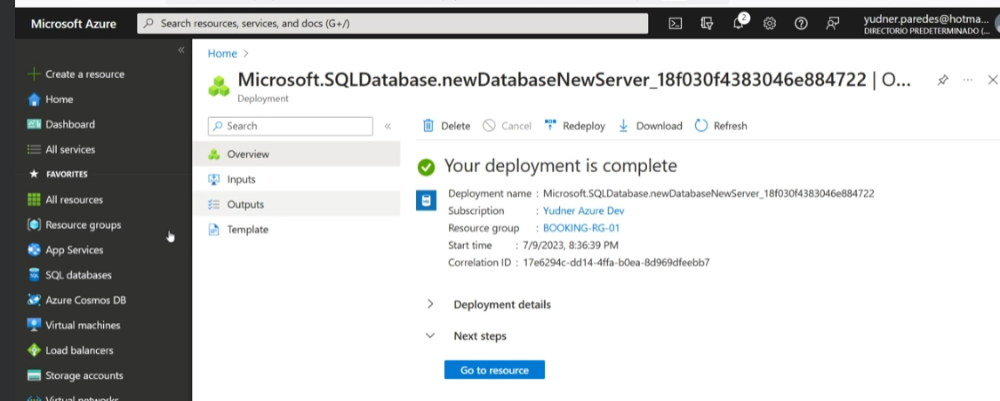 Microsoft Azure
Search resources, services, and docs (G+/)
2
yudner.paredes@hotma...
DIRECTORIO PREDETERMINADO (...
Create a resource
Home
Dashboard
All services
FAVORITES
All resources
Resource groups
App Services
SQL databases
Azure Cosmos DB
Virtual machines
Load balancers
Storage accounts
Virtual networks
Home >
Microsoft.SQLDatabase.newDatabaseNewServer_18f030f4383046e884722 | O...
Deployment
Search
Overview
Inputs
Outputs
Template
Delete Cancel Redeploy Download Refresh
Your deployment is complete
Deployment name : Microsoft.SQLDatabase.newDatabaseNewServer_18f030f4383046e884722
Subscription : Yudner Azure Dev
Resource group : BOOKING-RG-01
Start time : 7/9/2023, 8:36:39 PM
Correlation ID : 17e6294c-dd14-4ffa-b0ea-8d969dfeebb7
Deployment details
Next steps
Go to resource